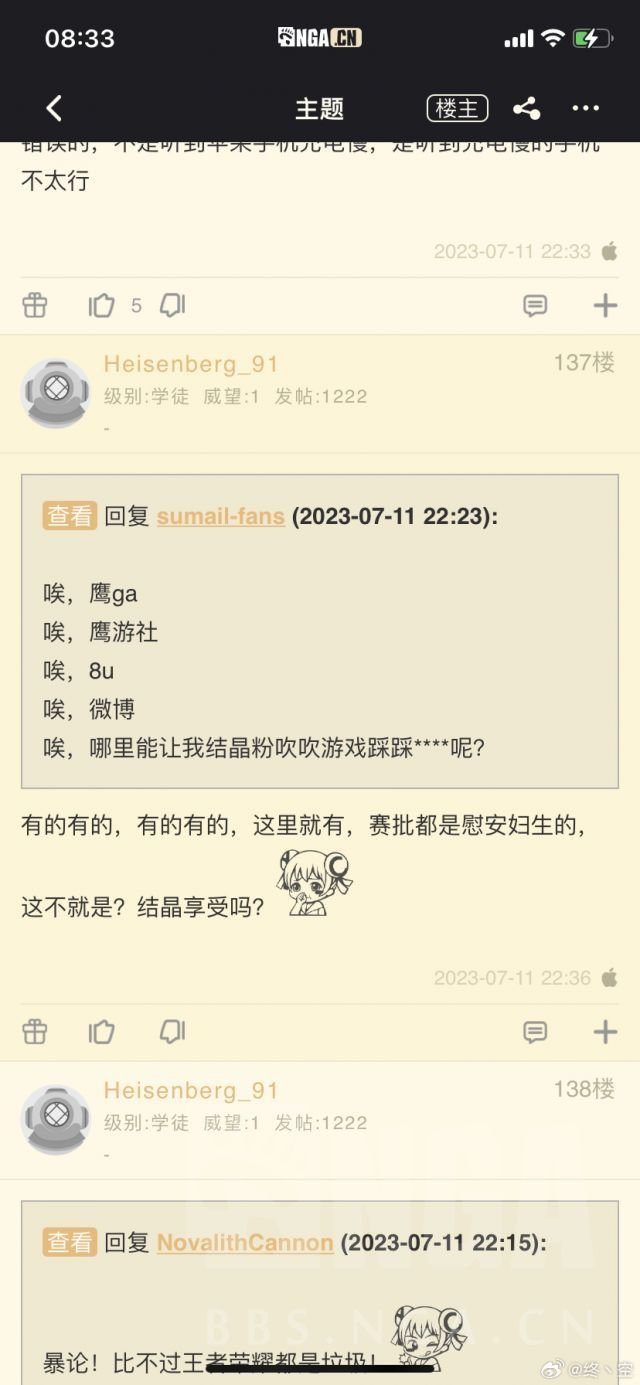 08:33
NGA.CN
主题
楼主
错误的，不是听到苹果手机充电慢，是听到充电慢的手机
不太行
2023-07-11 22:33
5
Heisenberg_91
137楼
级别:学徒 威望:1 发帖:1222
-
查看 回复 sumail-fans (2023-07-11 22:23):
唉，鹰ga
唉，鹰游社
唉，8u
唉，微博
唉，哪里能让我结晶粉吹吹游戏踩踩****呢？
有的有的，有的有的，这里就有，赛批都是慰安妇生的，
这不就是？结晶享受吗？
2023-07-11 22:36
Heisenberg_91
138楼
级别:学徒 威望:1 发帖:1222
-
查看 回复 NovalithCannon (2023-07-11 22:15):
NGA
BBS.NGA.CN
暴论！比不过王者荣耀都是垃圾！
@终丶空